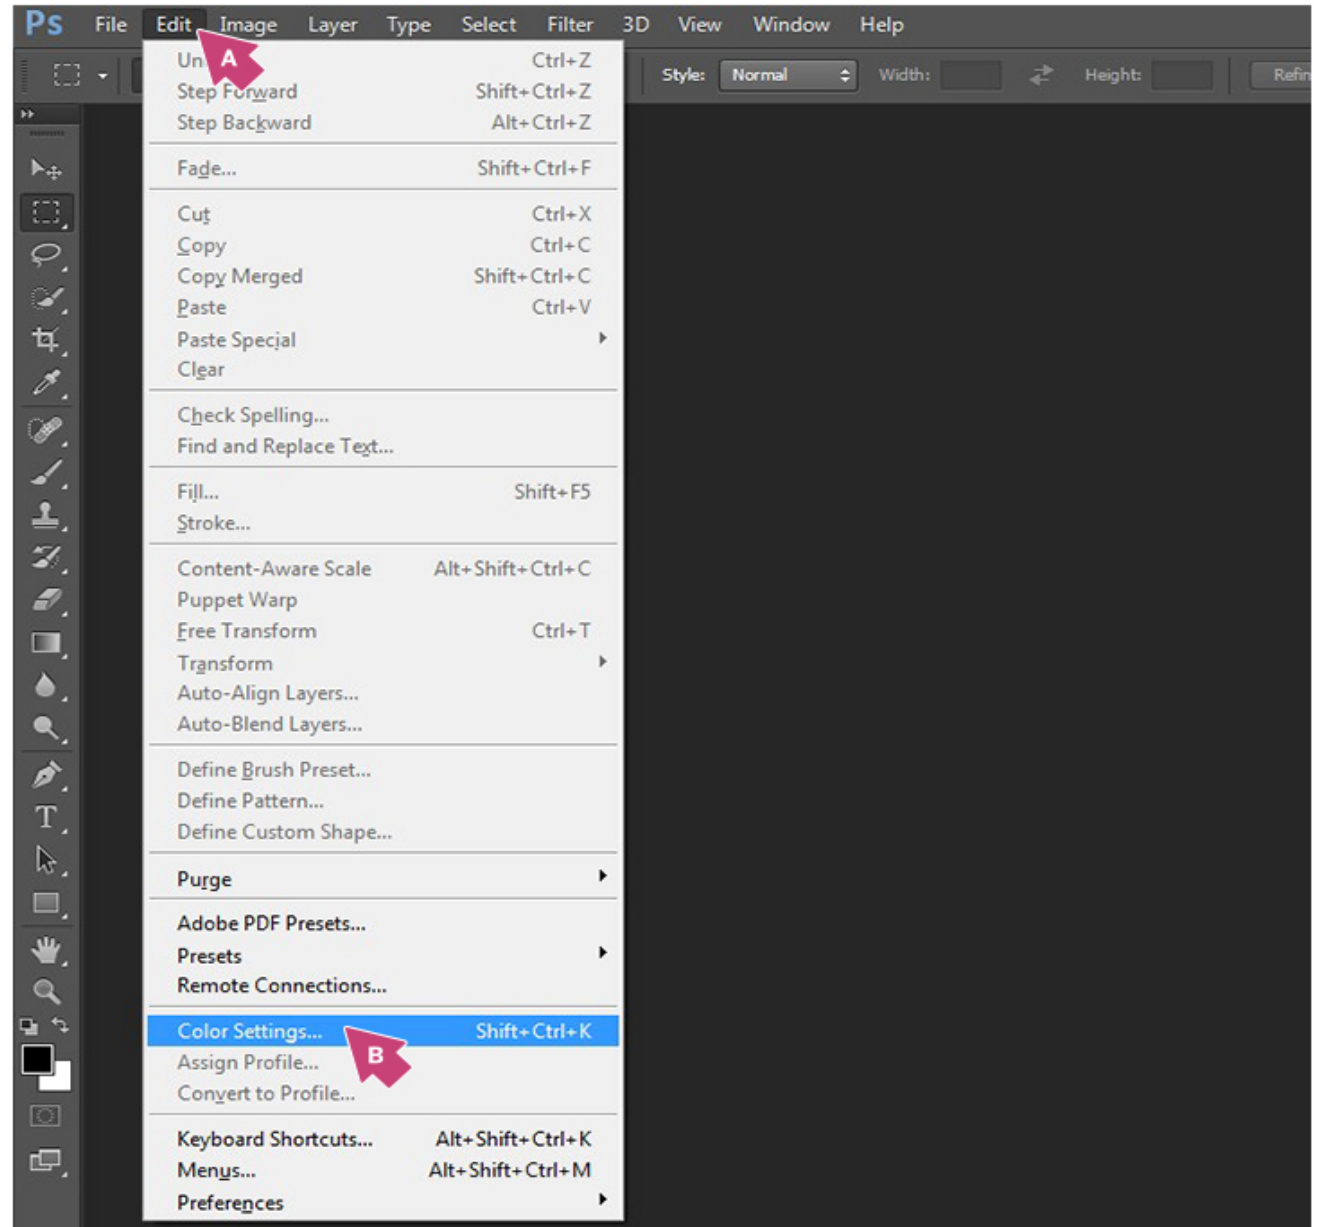 Ps File Edit Image Layer Type Select Filter 3D View Window Help
A
Style: Normal Width: Height:
Step Forward Shift+Ctrl+Z
Step Backward Alt+Ctrl+Z
Fade... Shift+Ctrl+F
Cut Ctrl+X
Copy Ctrl+C
Copy Merged Shift+Ctrl+C
Paste Ctrl+V
Paste Special
Clear
Check Spelling...
Find and Replace Text...
Fill... Shift+F5
Stroke...
Content-Aware Scale Alt+Shift+Ctrl+C
Puppet Warp
Free Transform Ctrl+T
Transform
Auto-Align Layers...
Auto-Blend Layers...
Define Brush Preset...
Define Pattern...
Define Custom Shape...
Purge
Adobe PDF Presets...
Presets
Remote Connections...
Color Settings... Shift+Ctrl+K
B
Assign Profile...
Convert to Profile...
Keyboard Shortcuts... Alt+Shift+Ctrl+K
Menus... Alt+Shift+Ctrl+M
Preferences